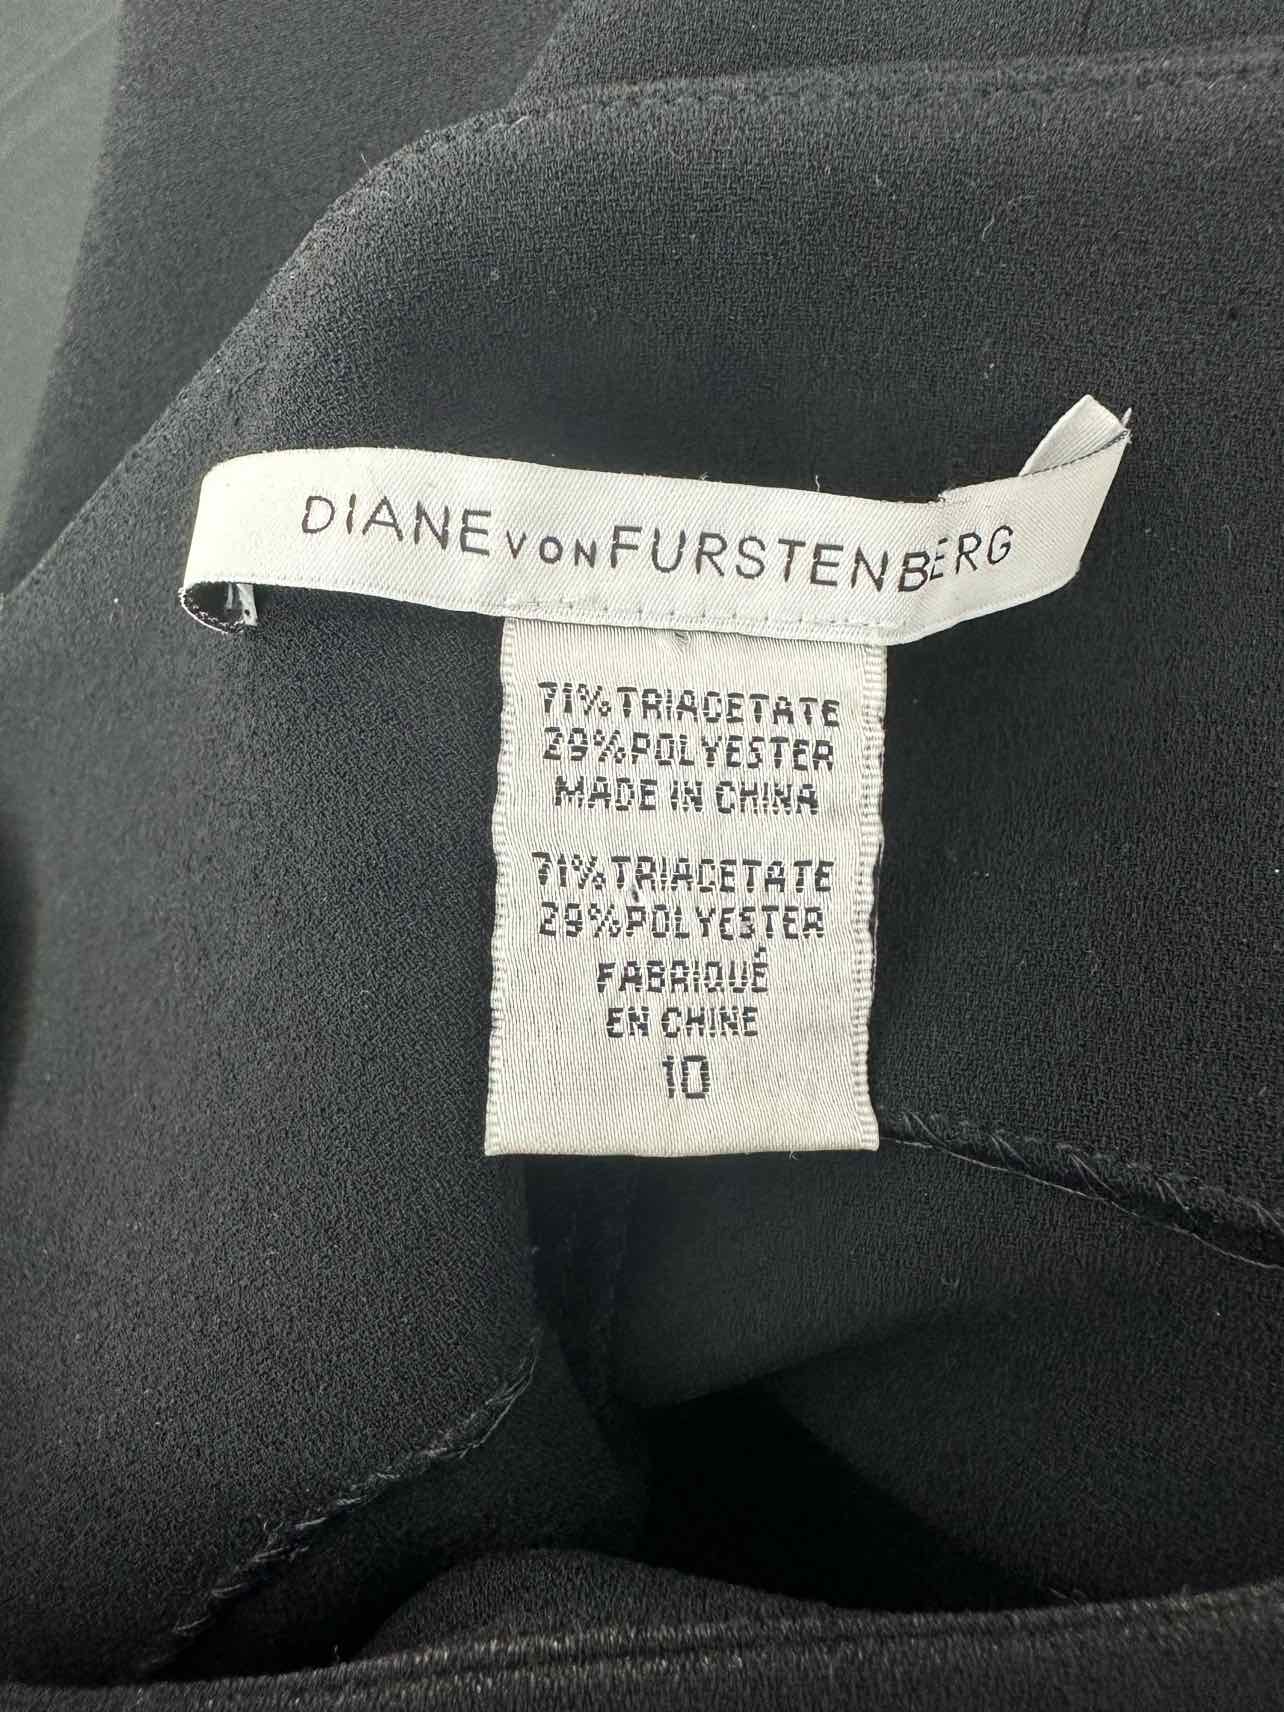 DIANE VON FURSTENBERG
71% TRIACETATE
29% POLYESTER
MADE IN CHINA
71% TRIACETATE
29% POLYESTER
FABRIQUÉ
EN CHINE
10